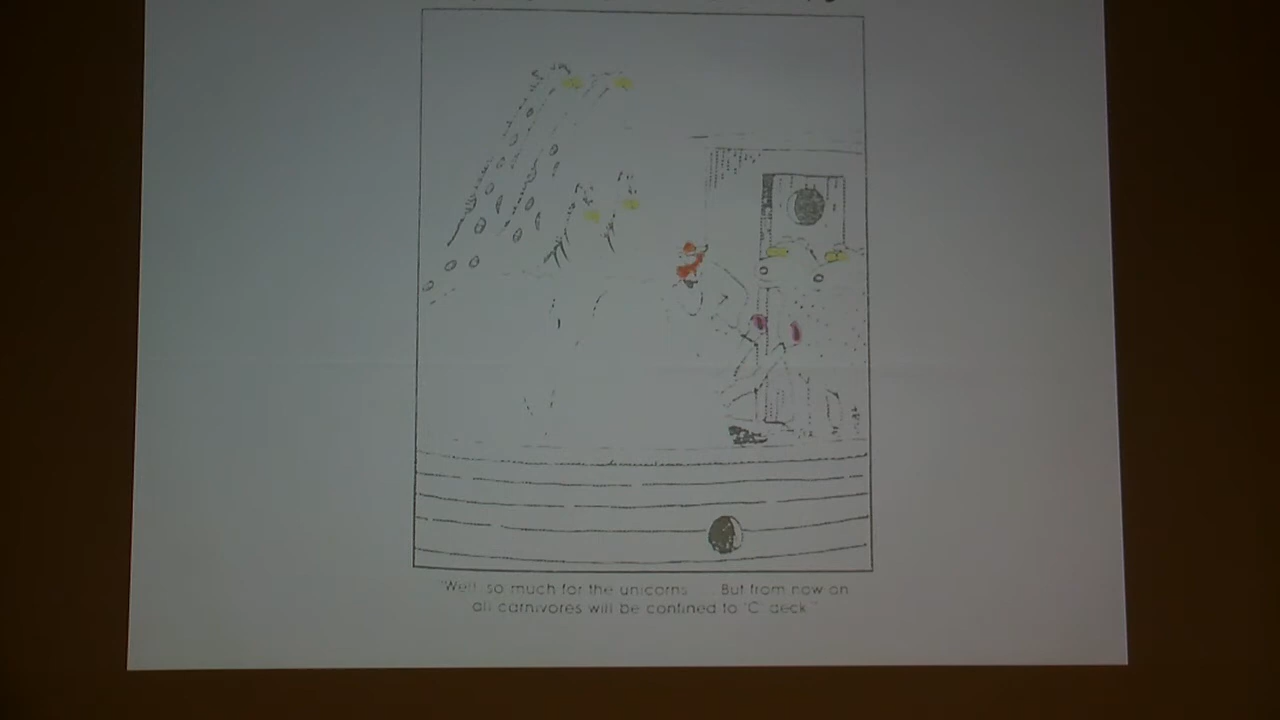 "Well, so much for the unicorns... But from now on
all carnivores will be confined to 'C' deck."